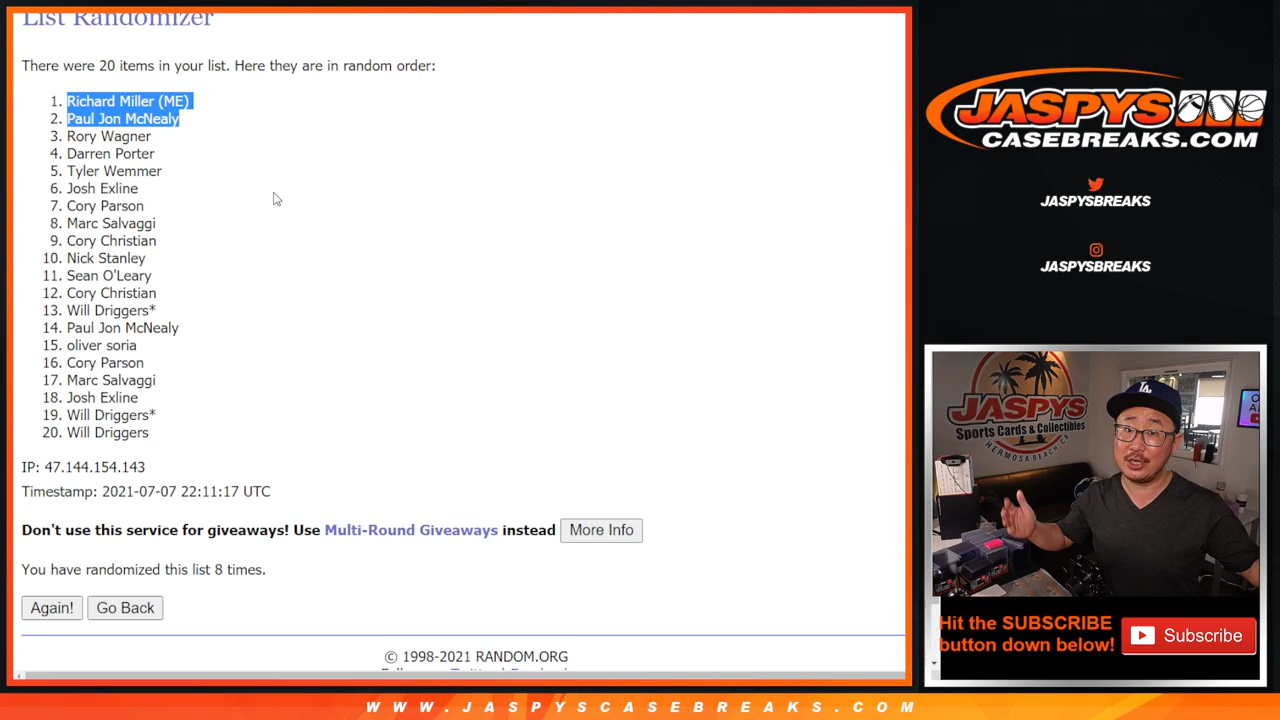 List Randomizer
There were 20 items in your list. Here they are in random order:
1. Richard Miller (ME)
2. Paul Jon McNealy
3. Rory Wagner
4. Darren Porter
5. Tyler Wemmer
6. Josh Exline
7. Cory Parson
8. Marc Salvaggi
9. Cory Christian
10. Nick Stanley
11. Sean O'Leary
12. Cory Christian
13. Will Driggers*
14. Paul Jon McNealy
15. oliver soria
16. Cory Parson
17. Marc Salvaggi
18. Josh Exline
19. Will Driggers*
20. Will Driggers
IP: 47.144.154.143
Timestamp: 2021-07-07 22:11:17 UTC
Don't use this service for giveaways! Use Multi-Round Giveaways instead More Info
You have randomized this list 8 times.
Again! Go Back
© 1998-2021 RANDOM.ORG
JASPYS
CASEBREAKS.COM
JASPYSBREAKS
JASPYSBREAKS
JASPYS
Sports Cards & Collectibles
HERMOSA BEACH, CA
LA
Hit the SUBSCRIBE
button down below!
Subscribe
WWW.JASPYSCASEBREAKS.COM